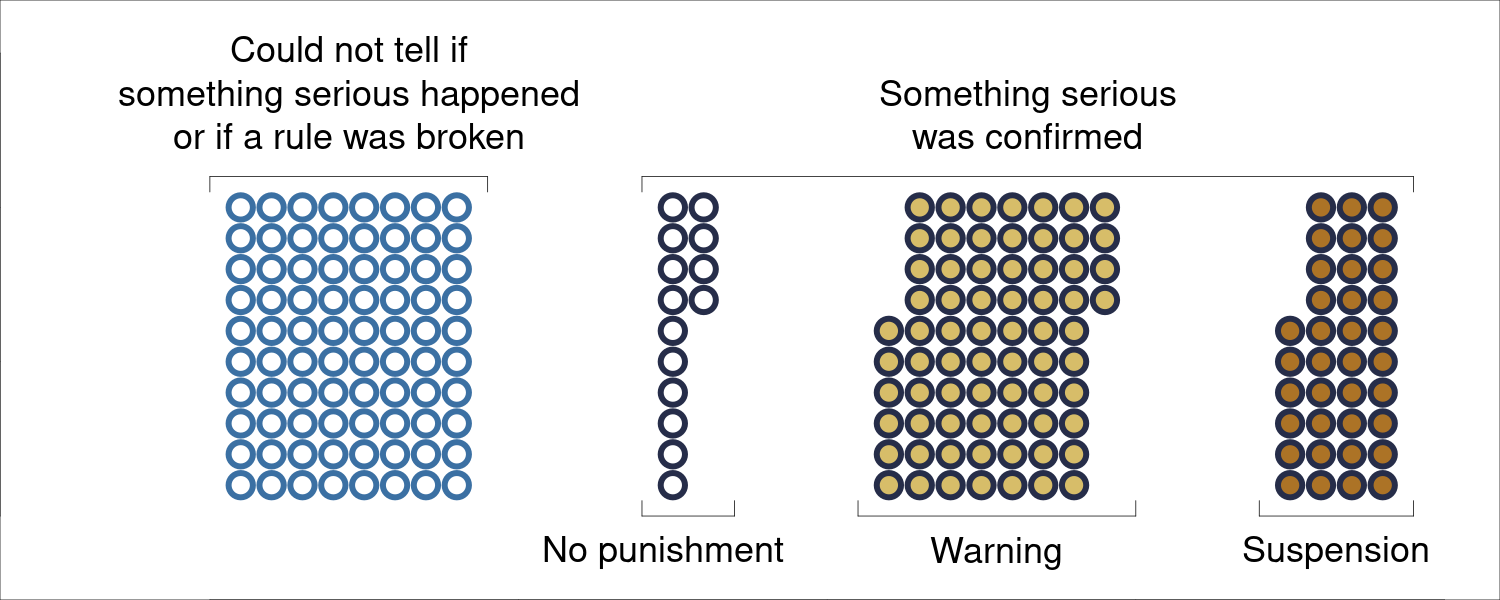 Could not tell if
something serious happened
or if a rule was broken
Something serious
was confirmed
No punishment
Warning
Suspension